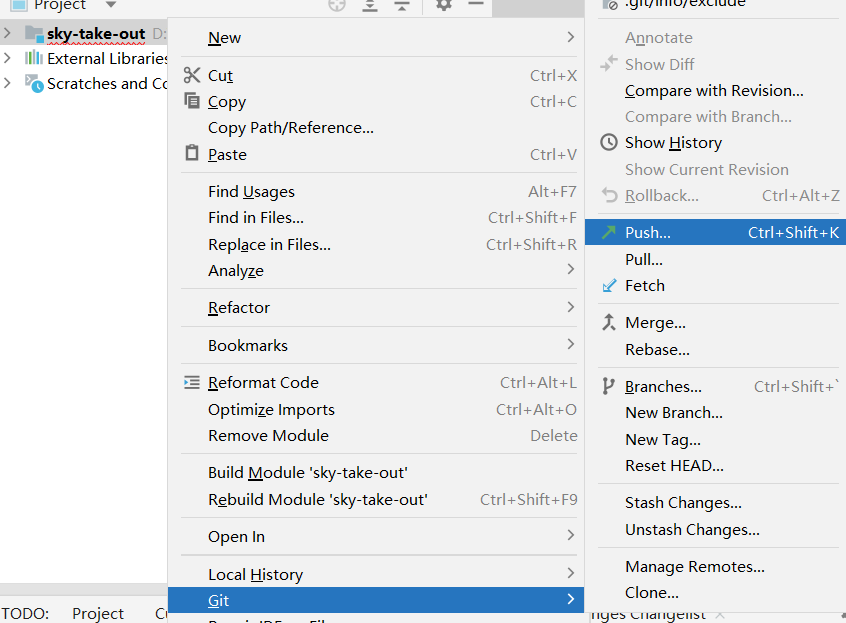 Project
sky-take-out D:
External Libraries
Scratches and Co
New
Cut Ctrl+X
Copy Ctrl+C
Copy Path/Reference...
Paste Ctrl+V
Find Usages Alt+F7
Find in Files... Ctrl+Shift+F
Replace in Files... Ctrl+Shift+R
Analyze
Refactor
Bookmarks
Reformat Code Ctrl+Alt+L
Optimize Imports Ctrl+Alt+O
Remove Module Delete
Build Module 'sky-take-out'
Rebuild Module 'sky-take-out' Ctrl+Shift+F9
Open In
Local History
Git
.git/info/exclude
Annotate
Show Diff
Compare with Revision...
Compare with Branch...
Show History
Show Current Revision
Rollback... Ctrl+Alt+Z
Push... Ctrl+Shift+K
Pull...
Fetch
Merge...
Rebase...
Branches... Ctrl+Shift+`
New Branch...
New Tag...
Reset HEAD...
Stash Changes...
Unstash Changes...
Manage Remotes...
Clone...
TODO: Project Cu
nges Changelist